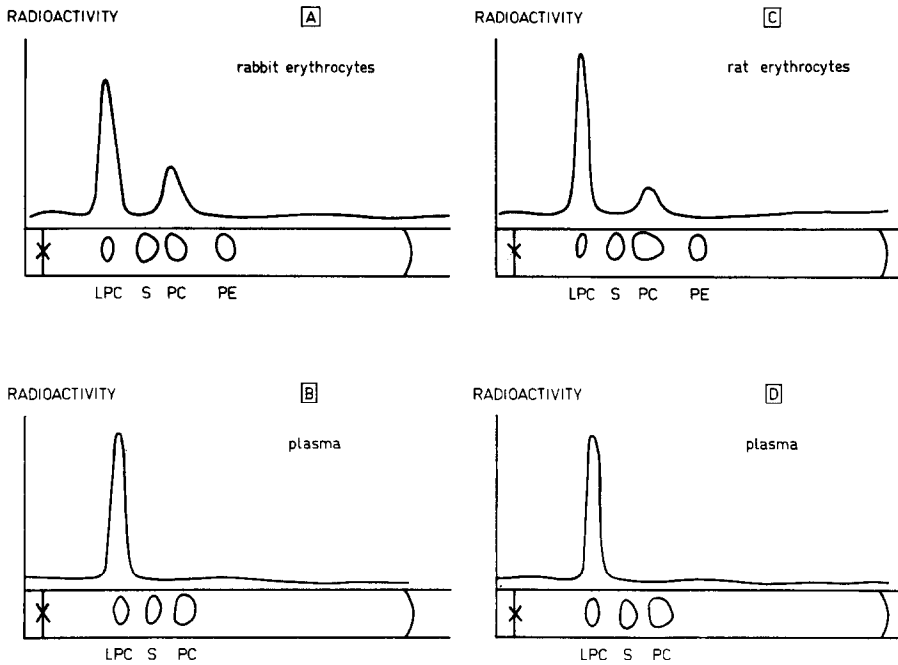 RADIOACTIVITY
A
rabbit erythrocytes
LPC S PC PE
RADIOACTIVITY
C
rat erythrocytes
LPC S PC PE
RADIOACTIVITY
B
plasma
LPC S PC
RADIOACTIVITY
D
plasma
LPC S PC